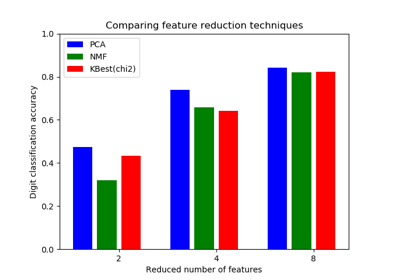 Comparing feature reduction techniques
PCA
NMF
KBest(chi2)
Digit classification accuracy
1.0
0.8
0.6
0.4
0.2
0.0
2
4
8
Reduced number of features